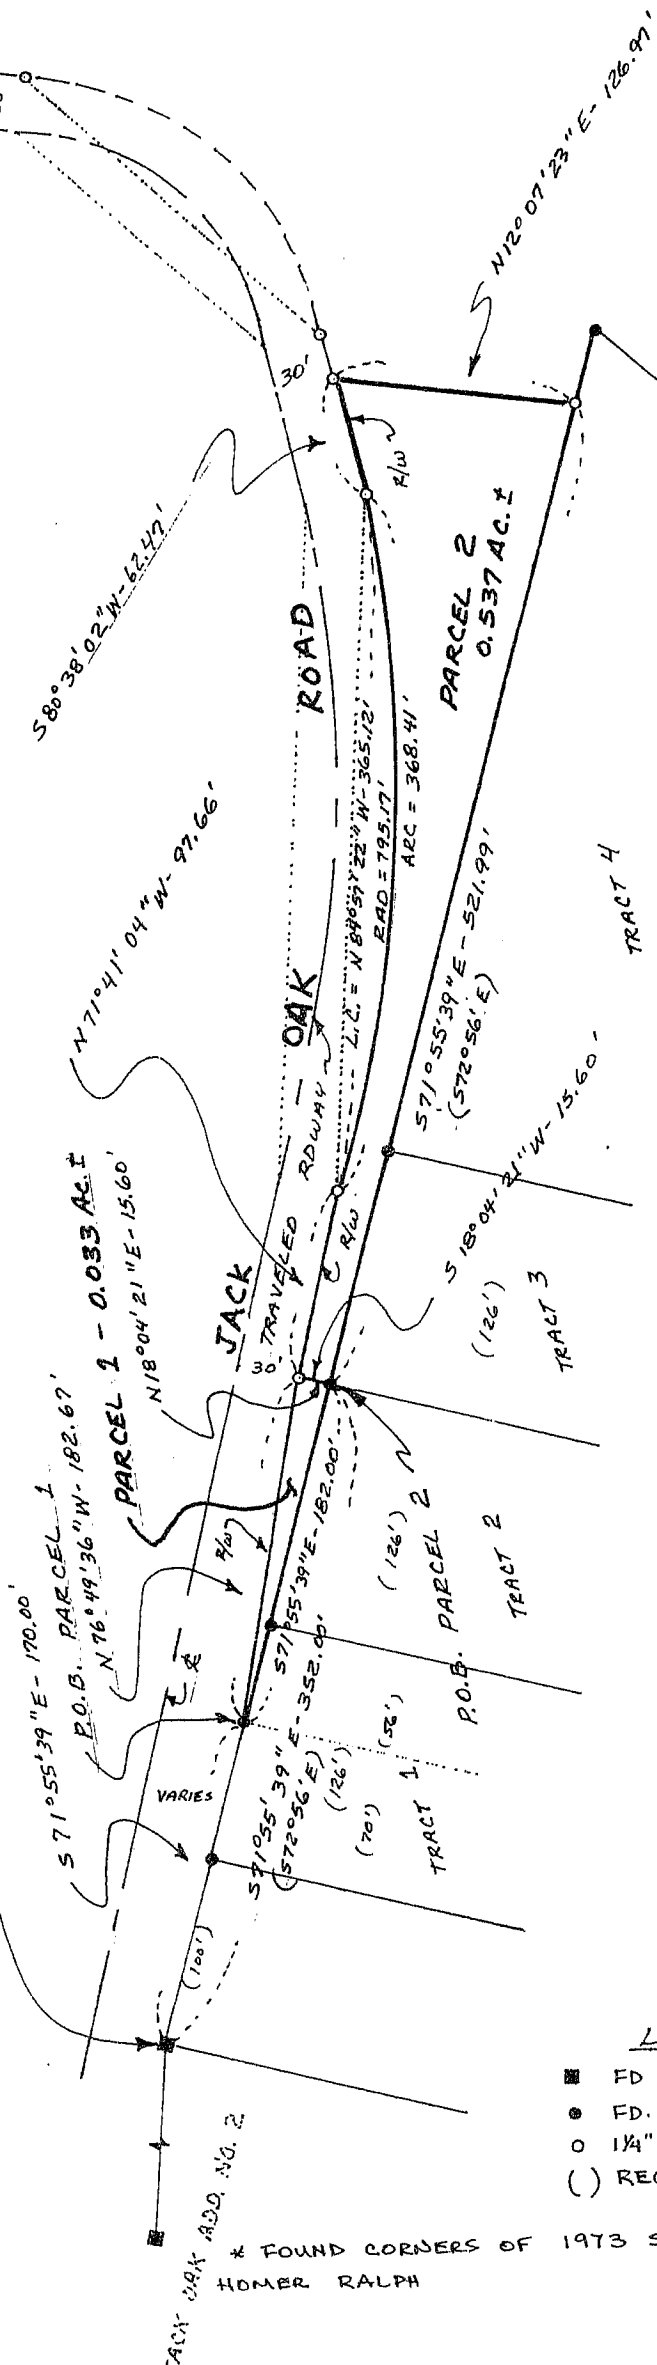 N12°07'23"E-126.97'
30'
S80°38'02"W-62.47'
R/W
PARCEL 2
0.537 AC.±
ROAD
N71°41'04"W-97.66'
L.C.= N84°57'22"W-365.12'
RAD=795.17'
ARC = 368.41'
OAK
S71°55'39"E-521.99'
(S72°56'E)
TRACT 4
TRAVELED RDWAY
R/W
S18°04'21"W-15.60'
PARCEL 1 - 0.033 AC.±
N18°04'21"E-15.60'
JACK
30'
(126')
TRACT 3
P.O.B. PARCEL 1
N76°49'36"W-182.67'
R/W
S71°55'39"E-182.00'
(126')
P.O.B. PARCEL 2
TRACT 2
S71°55'39"E-170.00'
VARIES
S71°55'39"E-352.00'
(S72°56'E)
(126')
(56')
(70')
TRACT 1
(100')
FD
FD.
1¼"
( )
JACK OAK ADD. NO. 2
* FOUND CORNERS OF 1973
HOMER RALPH